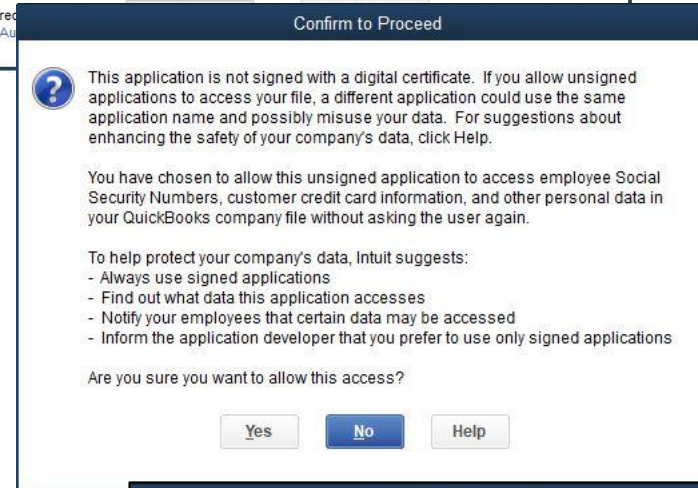 Confirm to Proceed
This application is not signed with a digital certificate. If you allow unsigned
applications to access your file, a different application could use the same
application name and possibly misuse your data. For suggestions about
enhancing the safety of your company's data, click Help.
You have chosen to allow this unsigned application to access employee Social
Security Numbers, customer credit card information, and other personal data in
your QuickBooks company file without asking the user again.
To help protect your company's data, Intuit suggests:
- Always use signed applications
- Find out what data this application accesses
- Notify your employees that certain data may be accessed
- Inform the application developer that you prefer to use only signed applications
Are you sure you want to allow this access?
Yes No Help